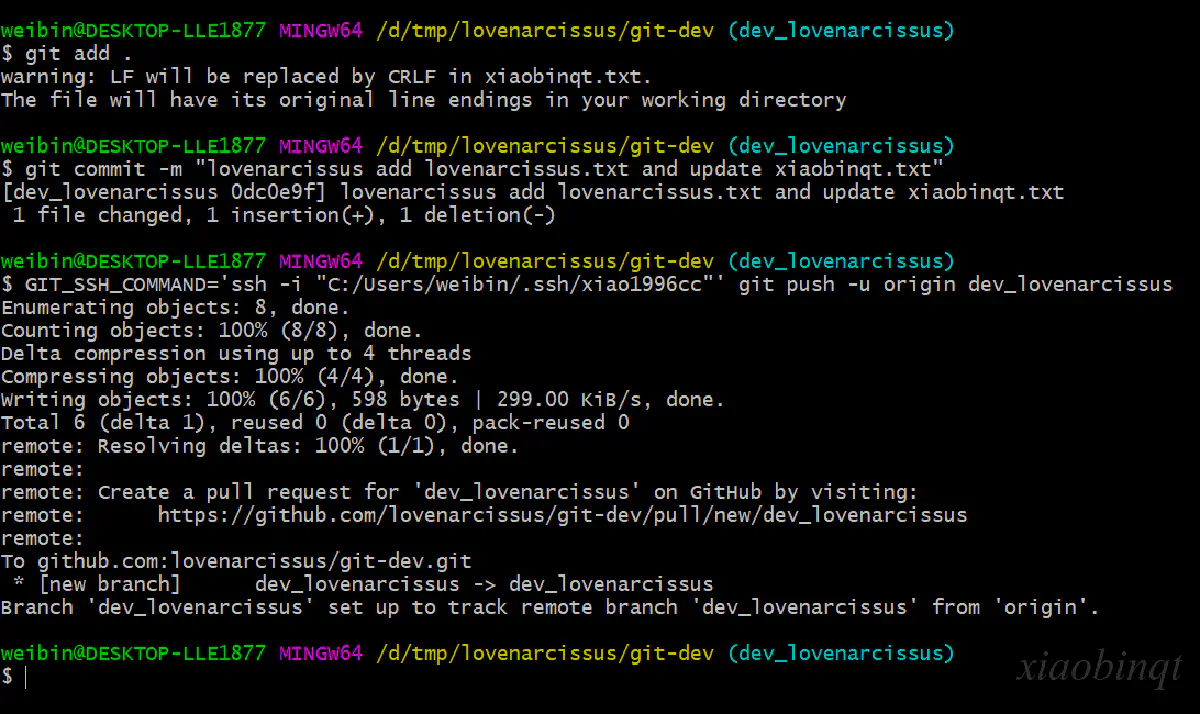 weibin@DESKTOP-LLE1877 MINGW64 /d/tmp/lovenarcissus/git-dev (dev_lovenarcissus)
$ git add .
warning: LF will be replaced by CRLF in xiaobinqt.txt.
The file will have its original line endings in your working directory
weibin@DESKTOP-LLE1877 MINGW64 /d/tmp/lovenarcissus/git-dev (dev_lovenarcissus)
$ git commit -m "lovenarcissus add lovenarcissus.txt and update xiaobinqt.txt"
[dev_lovenarcissus 0dc0e9f] lovenarcissus add lovenarcissus.txt and update xiaobinqt.txt
 1 file changed, 1 insertion(+), 1 deletion(-)
weibin@DESKTOP-LLE1877 MINGW64 /d/tmp/lovenarcissus/git-dev (dev_lovenarcissus)
$ GIT_SSH_COMMAND='ssh -i "C:/Users/weibin/.ssh/xiao1996cc"' git push -u origin dev_lovenarcissus
Enumerating objects: 8, done.
Counting objects: 100% (8/8), done.
Delta compression using up to 4 threads
Compressing objects: 100% (4/4), done.
Writing objects: 100% (6/6), 598 bytes | 299.00 KiB/s, done.
Total 6 (delta 1), reused 0 (delta 0), pack-reused 0
remote: Resolving deltas: 100% (1/1), done.
remote:
remote: Create a pull request for 'dev_lovenarcissus' on GitHub by visiting:
remote:      https://github.com/lovenarcissus/git-dev/pull/new/dev_lovenarcissus
remote:
To github.com:lovenarcissus/git-dev.git
 * [new branch]      dev_lovenarcissus -> dev_lovenarcissus
Branch 'dev_lovenarcissus' set up to track remote branch 'dev_lovenarcissus' from 'origin'.
weibin@DESKTOP-LLE1877 MINGW64 /d/tmp/lovenarcissus/git-dev (dev_lovenarcissus)
$
xiaobinqt